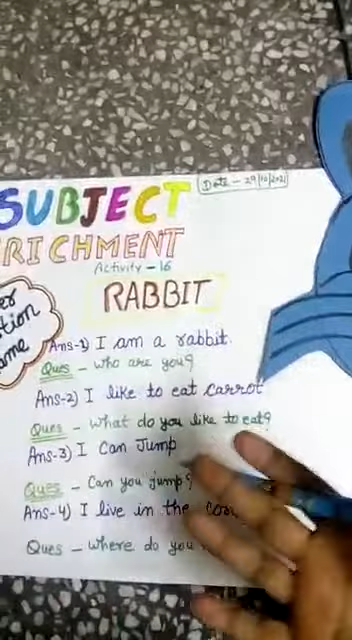 SUBJECT
Date - 29/10/2021
RICHMENT
Activity - 16
RABBIT
Ans-1) I am a rabbit.
Ques - Who are you?
Ans-2) I like to eat carrot
Ques - What do you like to eat?
Ans-3) I Can Jump
Ques - Can you jump?
Ans-4) I live in the
Ques - Where do you